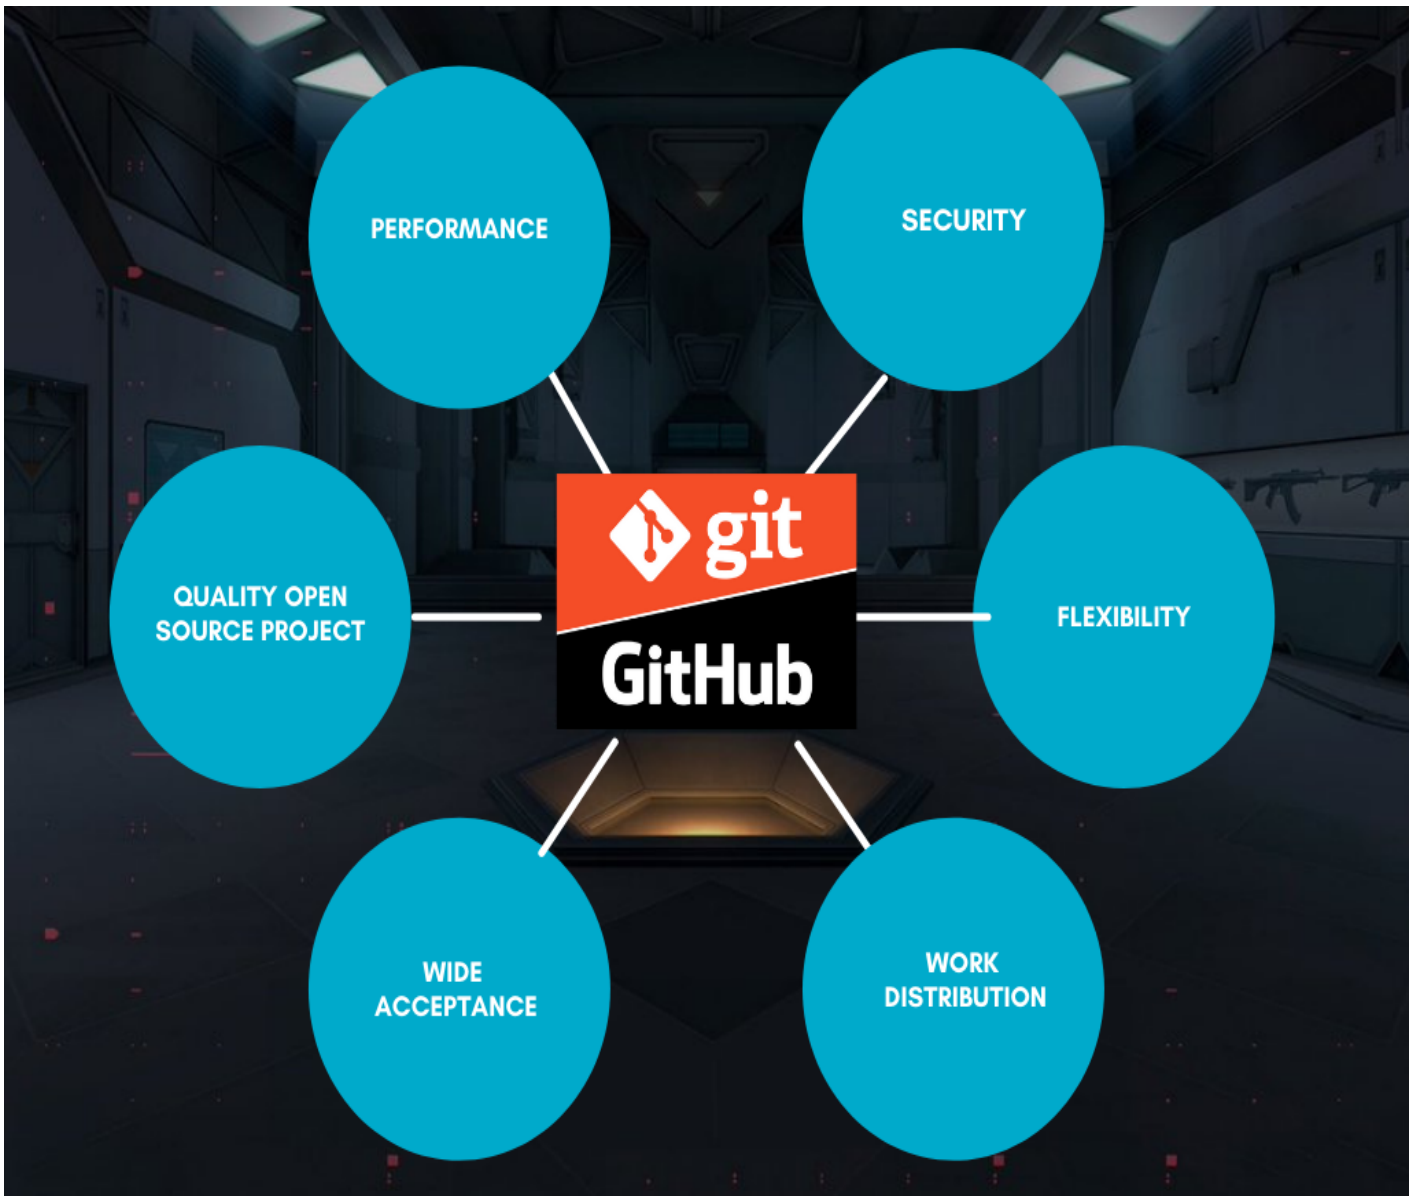 PERFORMANCE
SECURITY
QUALITY OPEN
SOURCE PROJECT
git
GitHub
FLEXIBILITY
WIDE
ACCEPTANCE
WORK
DISTRIBUTION